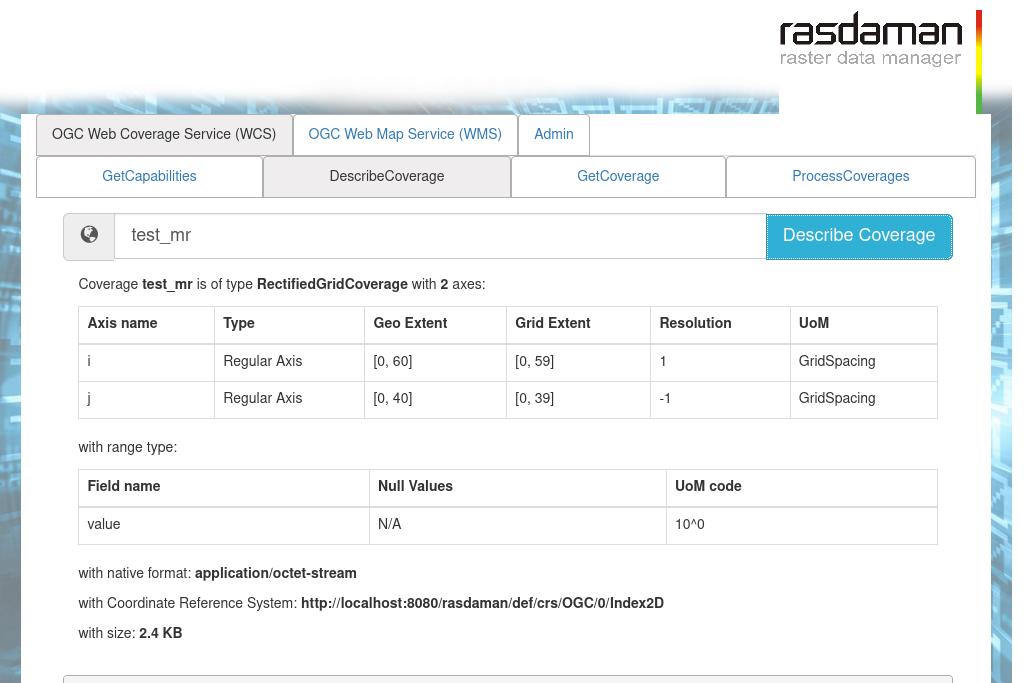 rasdaman
raster data manager
OGC Web Coverage Service (WCS) OGC Web Map Service (WMS) Admin
GetCapabilities DescribeCoverage GetCoverage ProcessCoverages
test_mr Describe Coverage
Coverage test_mr is of type RectifiedGridCoverage with 2 axes:
Axis name Type Geo Extent Grid Extent Resolution UoM
i Regular Axis [0, 60] [0, 59] 1 GridSpacing
j Regular Axis [0, 40] [0, 39] -1 GridSpacing
with range type:
Field name Null Values UoM code
value N/A 10^0
with native format: application/octet-stream
with Coordinate Reference System: http://localhost:8080/rasdaman/def/crs/OGC/0/Index2D
with size: 2.4 KB